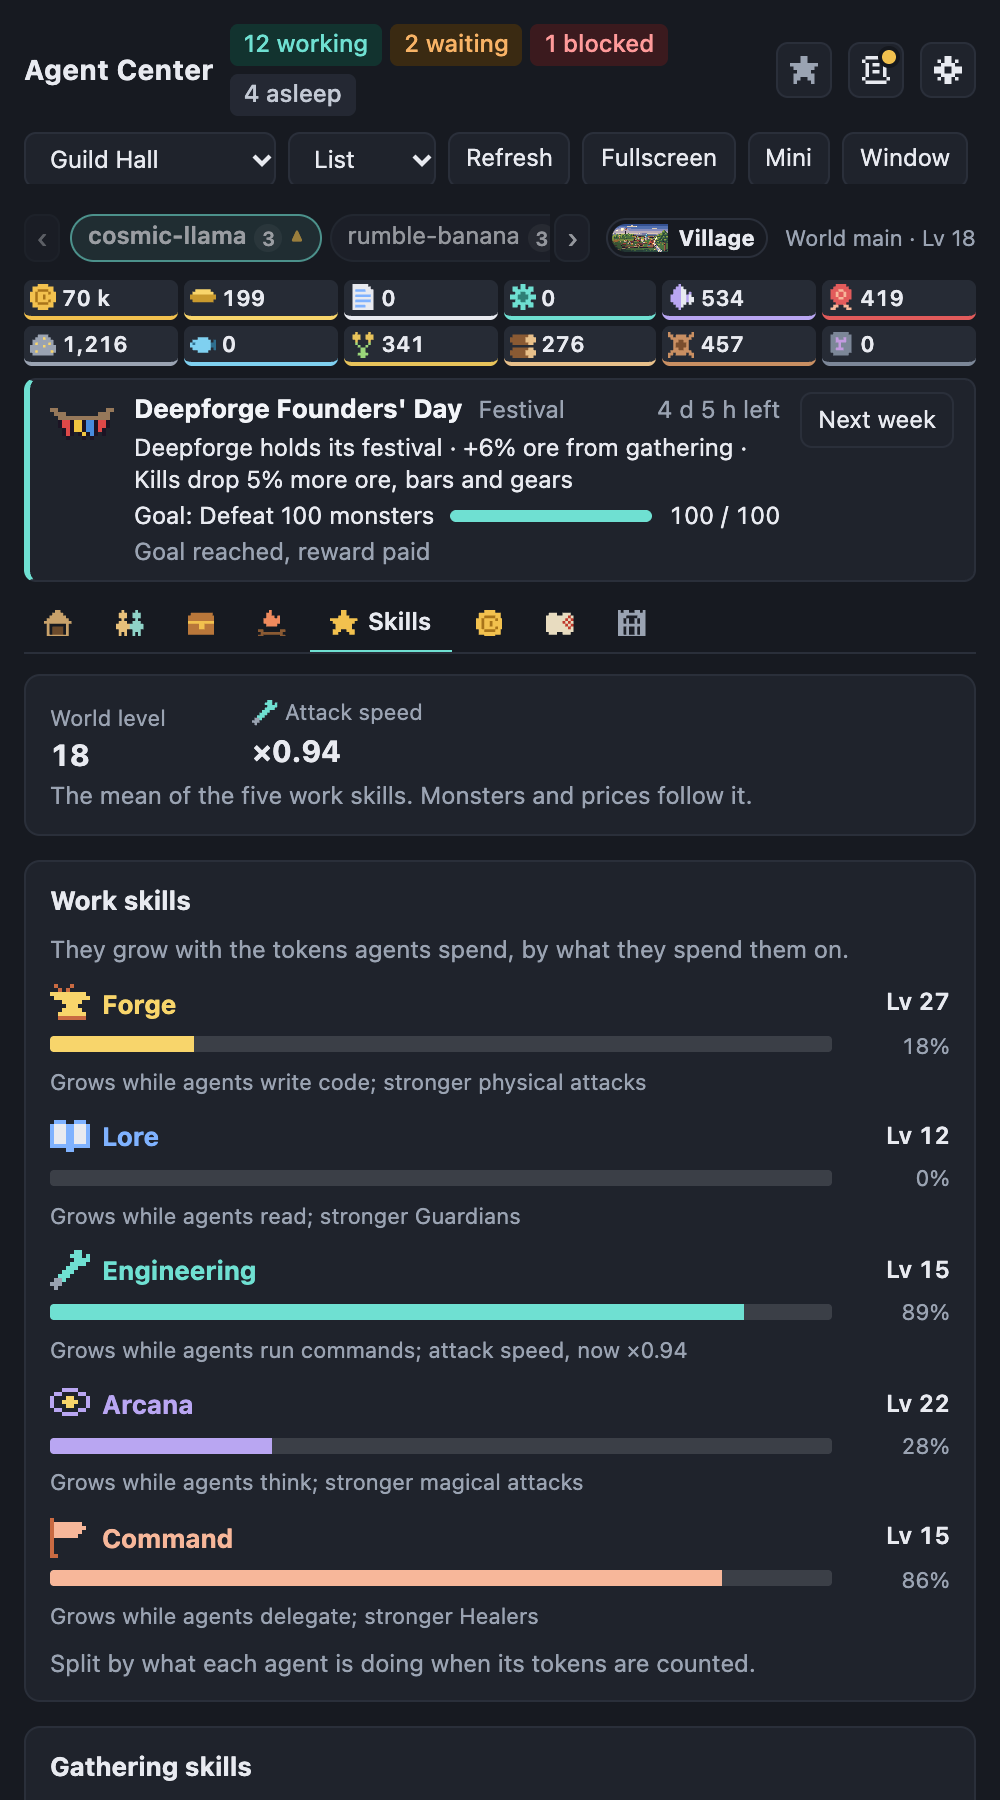 Agent Center
12 working
2 waiting
1 blocked
4 asleep
Guild Hall
List
Refresh
Fullscreen
Mini
Window
cosmic-llama 3
rumble-banana 3
Village
World main · Lv 18
70 k
199
0
0
534
419
1,216
0
341
276
457
0
Deepforge Founders' Day Festival 4 d 5 h left
Next week
Deepforge holds its festival · +6% ore from gathering ·
Kills drop 5% more ore, bars and gears
Goal: Defeat 100 monsters 100 / 100
Goal reached, reward paid
Skills
World level
Attack speed
18
×0.94
The mean of the five work skills. Monsters and prices follow it.
Work skills
They grow with the tokens agents spend, by what they spend them on.
Forge Lv 27
18%
Grows while agents write code; stronger physical attacks
Lore Lv 12
0%
Grows while agents read; stronger Guardians
Engineering Lv 15
89%
Grows while agents run commands; attack speed, now ×0.94
Arcana Lv 22
28%
Grows while agents think; stronger magical attacks
Command Lv 15
86%
Grows while agents delegate; stronger Healers
Split by what each agent is doing when its tokens are counted.
Gathering skills